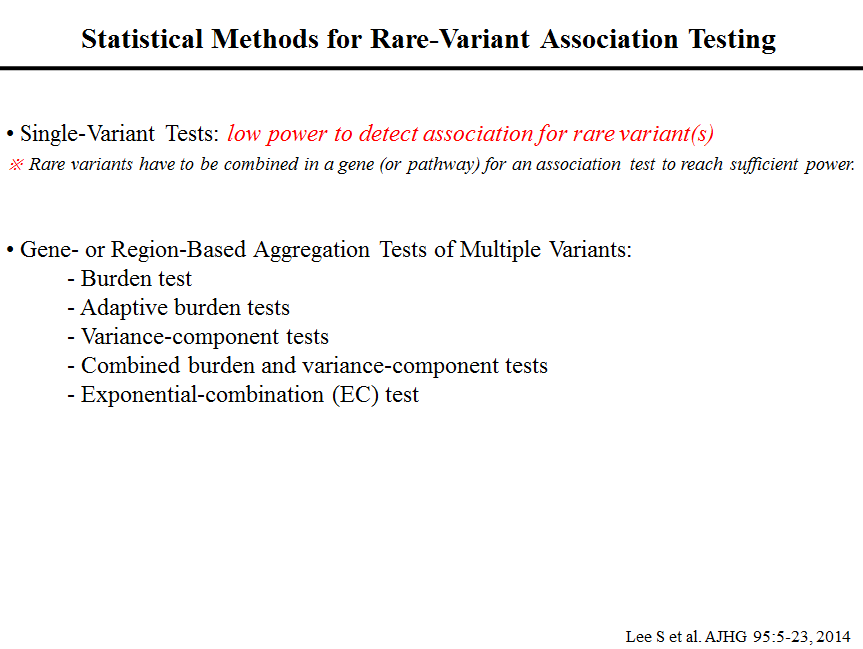 Statistical Methods for Rare-Variant Association Testing
• Single-Variant Tests: low power to detect association for rare variant(s)
※ Rare variants have to be combined in a gene (or pathway) for an association test to reach sufficient power.
• Gene- or Region-Based Aggregation Tests of Multiple Variants:
- Burden test
- Adaptive burden tests
- Variance-component tests
- Combined burden and variance-component tests
- Exponential-combination (EC) test
Lee S et al. AJHG 95:5-23, 2014